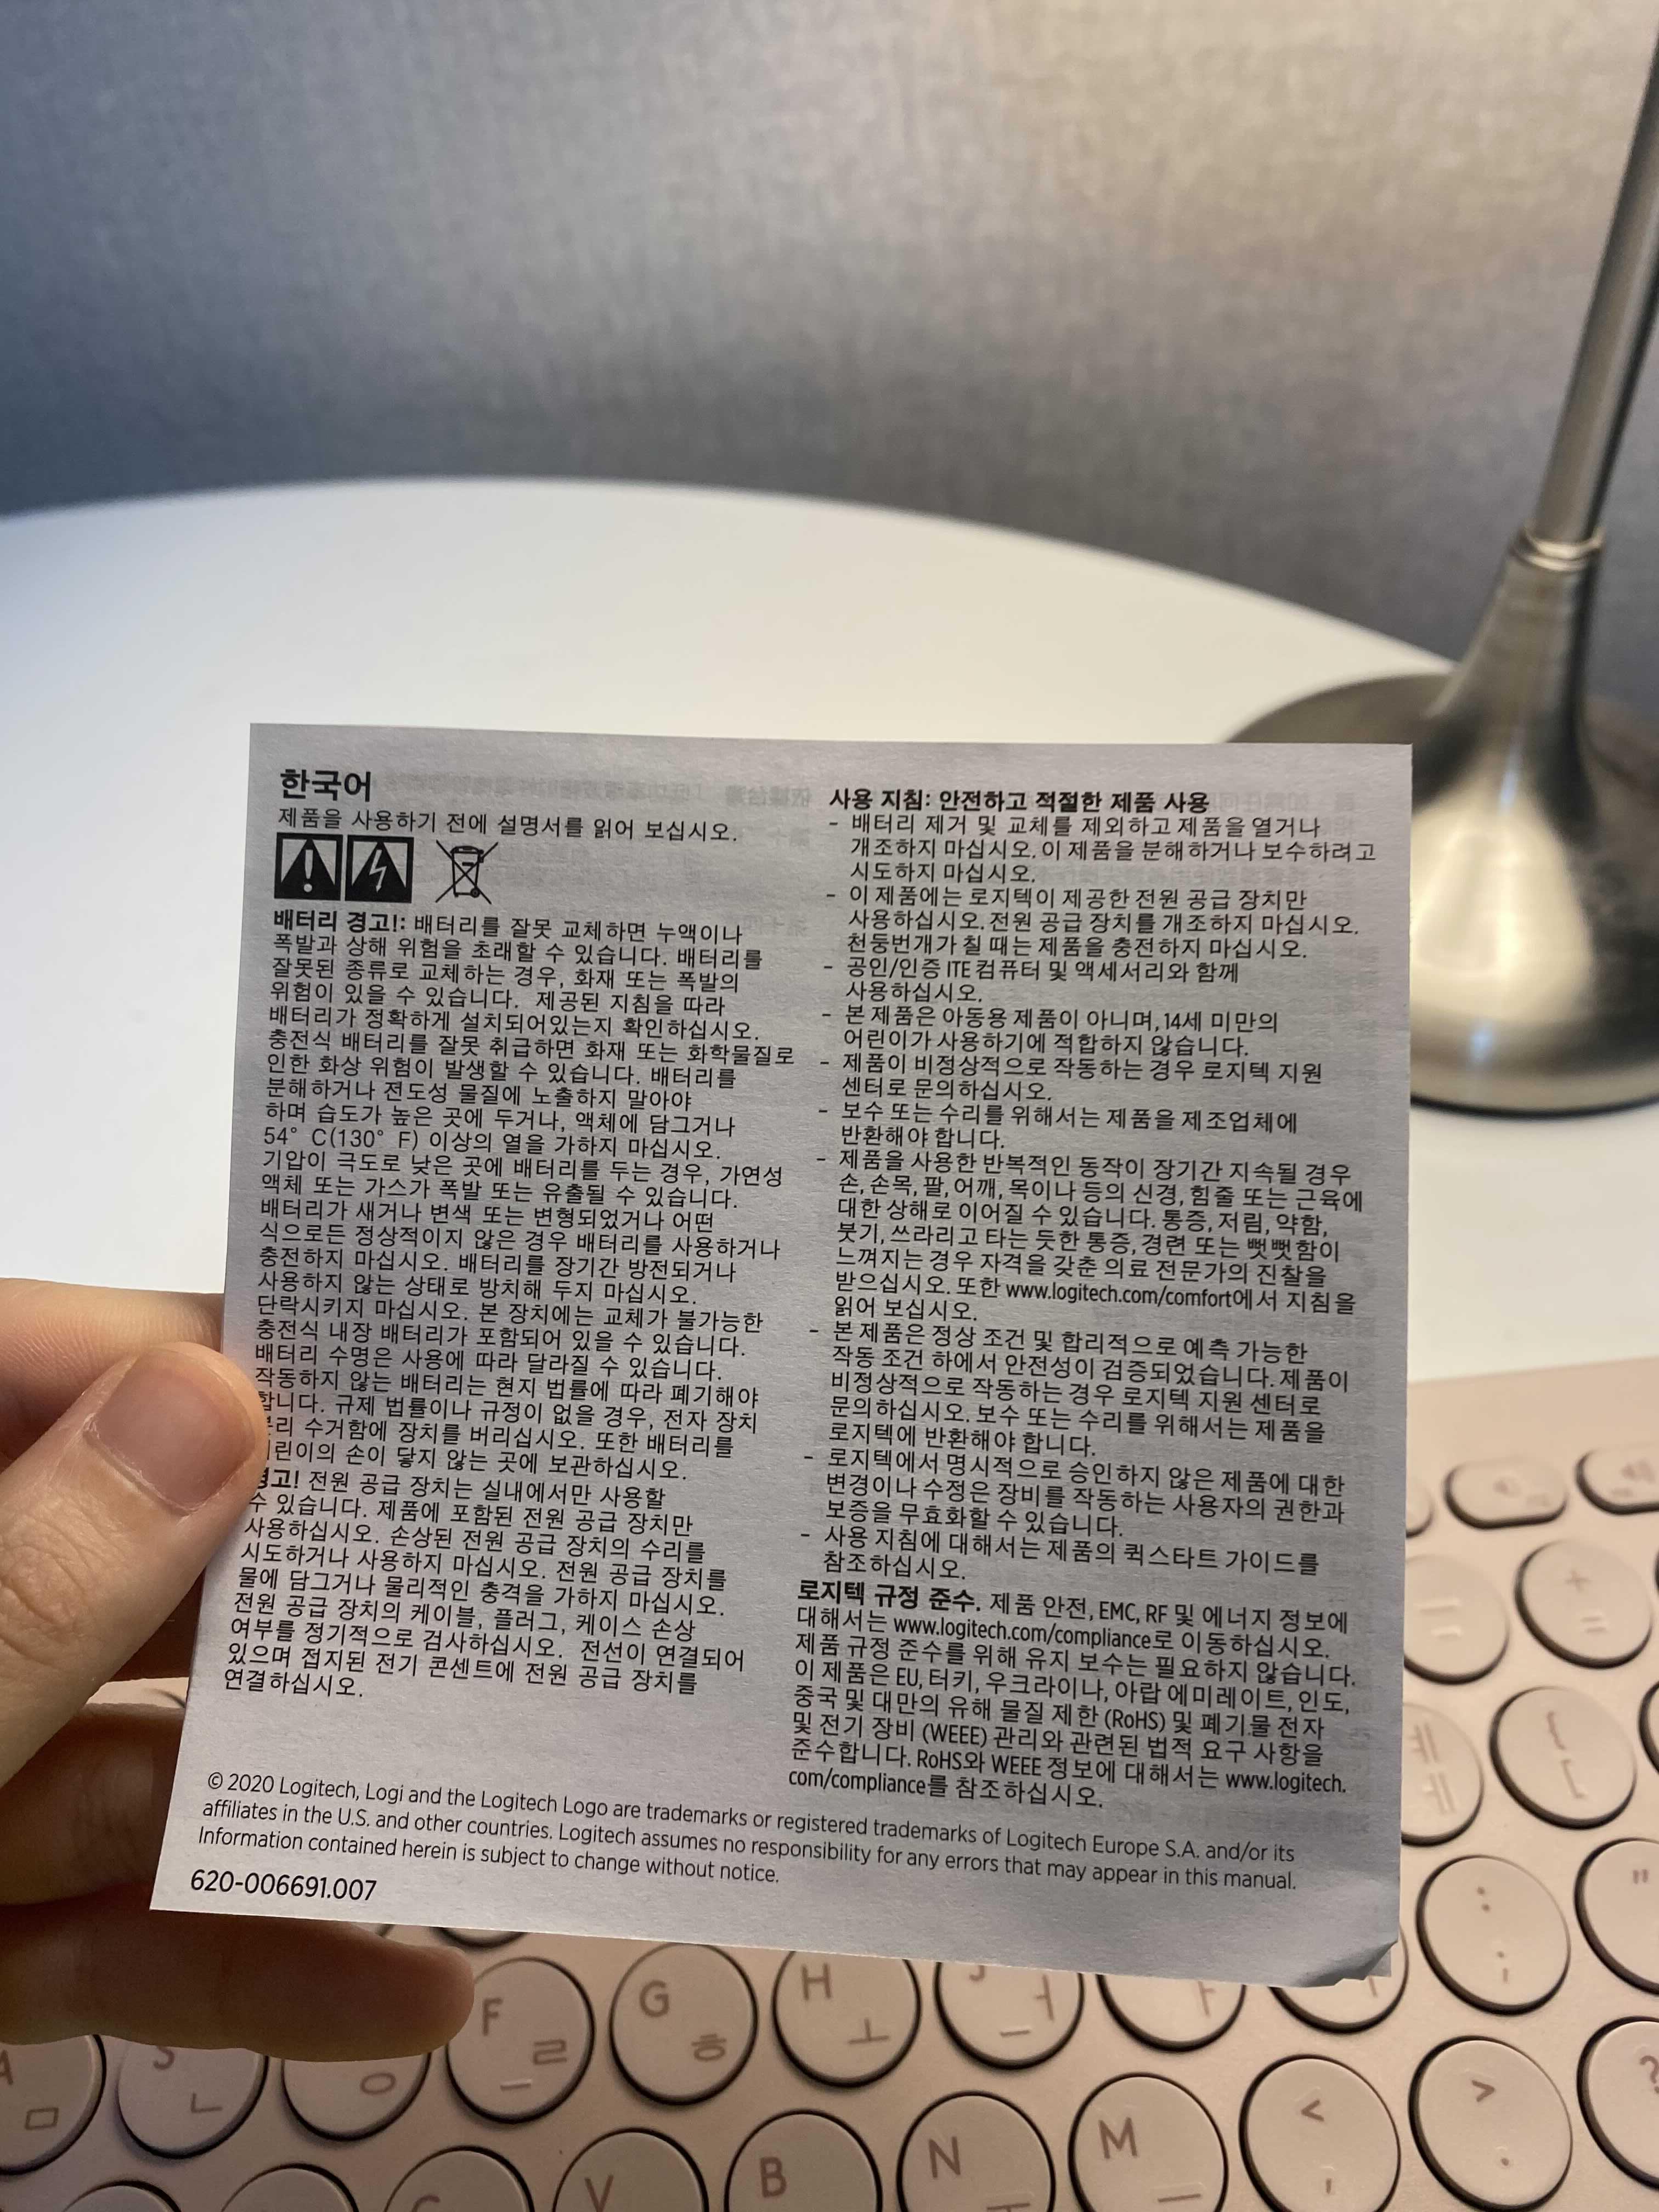 한국어
제품을 사용하기 전에 설명서를 읽어 보십시오.
배터리 경고!: 배터리를 잘못 교체하면 누액이나
폭발과 상해 위험을 초래할 수 있습니다. 배터리를
잘못된 종류로 교체하는 경우, 화재 또는 폭발의
위험이 있을 수 있습니다. 제공된 지침을 따라
배터리가 정확하게 설치되어있는지 확인하십시오.
충전식 배터리를 잘못 취급하면 화재 또는 화학물질로
인한 화상 위험이 발생할 수 있습니다. 배터리를
분해하거나 전도성 물질에 노출하지 말아야
하며 습도가 높은 곳에 두거나, 액체에 담그거나
54° C(130° F) 이상의 열을 가하지 마십시오.
기압이 극도로 낮은 곳에 배터리를 두는 경우, 가연성
액체 또는 가스가 폭발 또는 유출될 수 있습니다.
배터리가 새거나 변색 또는 변형되었거나 어떤
식으로든 정상적이지 않은 경우 배터리를 사용하거나
충전하지 마십시오. 배터리를 장기간 방전되거나
사용하지 않는 상태로 방치해 두지 마십시오.
단락시키지 마십시오. 본 장치에는 교체가 불가능한
충전식 내장 배터리가 포함되어 있을 수 있습니다.
배터리 수명은 사용에 따라 달라질 수 있습니다.
작동하지 않는 배터리는 현지 법률에 따라 폐기해야
합니다. 규제 법률이나 규정이 없을 경우, 전자 장치
분리 수거함에 장치를 버리십시오. 또한 배터리를
어린이의 손이 닿지 않는 곳에 보관하십시오.
경고! 전원 공급 장치는 실내에서만 사용할
수 있습니다. 제품에 포함된 전원 공급 장치만
사용하십시오. 손상된 전원 공급 장치의 수리를
시도하거나 사용하지 마십시오. 전원 공급 장치를
물에 담그거나 물리적인 충격을 가하지 마십시오.
전원 공급 장치의 케이블, 플러그, 케이스 손상
여부를 정기적으로 검사하십시오. 전선이 연결되어
있으며 접지된 전기 콘센트에 전원 공급 장치를
연결하십시오.
사용 지침: 안전하고 적절한 제품 사용
- 배터리 제거 및 교체를 제외하고 제품을 열거나
개조하지 마십시오. 이 제품을 분해하거나 보수하려고
시도하지 마십시오.
- 이 제품에는 로지텍이 제공한 전원 공급 장치만
사용하십시오. 전원 공급 장치를 개조하지 마십시오.
천둥번개가 칠 때는 제품을 충전하지 마십시오.
- 공인/인증 ITE 컴퓨터 및 액세서리와 함께
사용하십시오.
- 본 제품은 아동용 제품이 아니며, 14세 미만의
어린이가 사용하기에 적합하지 않습니다.
- 제품이 비정상적으로 작동하는 경우 로지텍 지원
센터로 문의하십시오.
- 보수 또는 수리를 위해서는 제품을 제조업체에
반환해야 합니다.
- 제품을 사용한 반복적인 동작이 장기간 지속될 경우
손, 손목, 팔, 어깨, 목이나 등의 신경, 힘줄 또는 근육에
대한 상해로 이어질 수 있습니다. 통증, 저림, 약함,
붓기, 쓰라리고 타는 듯한 통증, 경련 또는 뻣뻣함이
느껴지는 경우 자격을 갖춘 의료 전문가의 진찰을
받으십시오. 또한 www.logitech.com/comfort에서 지침을
읽어 보십시오.
- 본 제품은 정상 조건 및 합리적으로 예측 가능한
작동 조건 하에서 안전성이 검증되었습니다. 제품이
비정상적으로 작동하는 경우 로지텍 지원 센터로
문의하십시오. 보수 또는 수리를 위해서는 제품을
로지텍에 반환해야 합니다.
- 로지텍에서 명시적으로 승인하지 않은 제품에 대한
변경이나 수정은 장비를 작동하는 사용자의 권한과
보증을 무효화할 수 있습니다.
- 사용 지침에 대해서는 제품의 퀵스타트 가이드를
참조하십시오.
로지텍 규정 준수. 제품 안전, EMC, RF 및 에너지 정보에
대해서는 www.logitech.com/compliance로 이동하십시오.
제품 규정 준수를 위해 유지 보수는 필요하지 않습니다.
이 제품은 EU, 터키, 우크라이나, 아랍 에미레이트, 인도,
중국 및 대만의 유해 물질 제한 (RoHS) 및 폐기물 전자
및 전기 장비 (WEEE) 관리와 관련된 법적 요구 사항을
준수합니다. RoHS와 WEEE 정보에 대해서는 www.logitech.
com/compliance를 참조하십시오.
© 2020 Logitech, Logi and the Logitech Logo are trademarks or registered trademarks of Logitech Europe S.A. and/or its
affiliates in the U.S. and other countries. Logitech assumes no responsibility for any errors that may appear in this manual.
Information contained herein is subject to change without notice.
620-006691.007
+ =
ㅔ ㅖ
{ [
} ]
: ;
"
A ㅁ
S ㄴ
ㅇ
F ㄹ
G ㅎ
H ㅗ
J ㅓ
ㅏ
V
B
N ㅜ
M ㅡ
< ,
> .
?